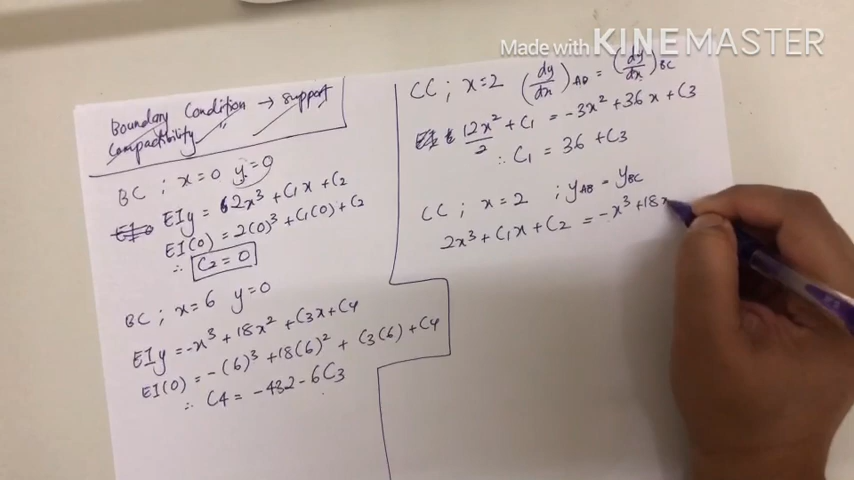 Made with KINEMASTER
Boundary Condition → support
Compactibility
BC ; x=0 y=0
EIy = 2x³ + C₁x + C₂
EI(0) = 2(0)³ + C₁(0) + C₂
∴ C₂ = 0
BC ; x=6 y=0
EIy = -x³ + 18x² + C₃x + C₄
EI(0) = -(6)³ + 18(6)² + C₃(6) + C₄
∴ C₄ = -432 - 6C₃
CC ; x=2 (dy/dx)AB = (dy/dx)BC
12x²/2 + C₁ = -3x² + 36x + C₃
∴ C₁ = 36 + C₃
CC ; x=2 ; yAB = yBC
2x³ + C₁x + C₂ = -x³ + 18x